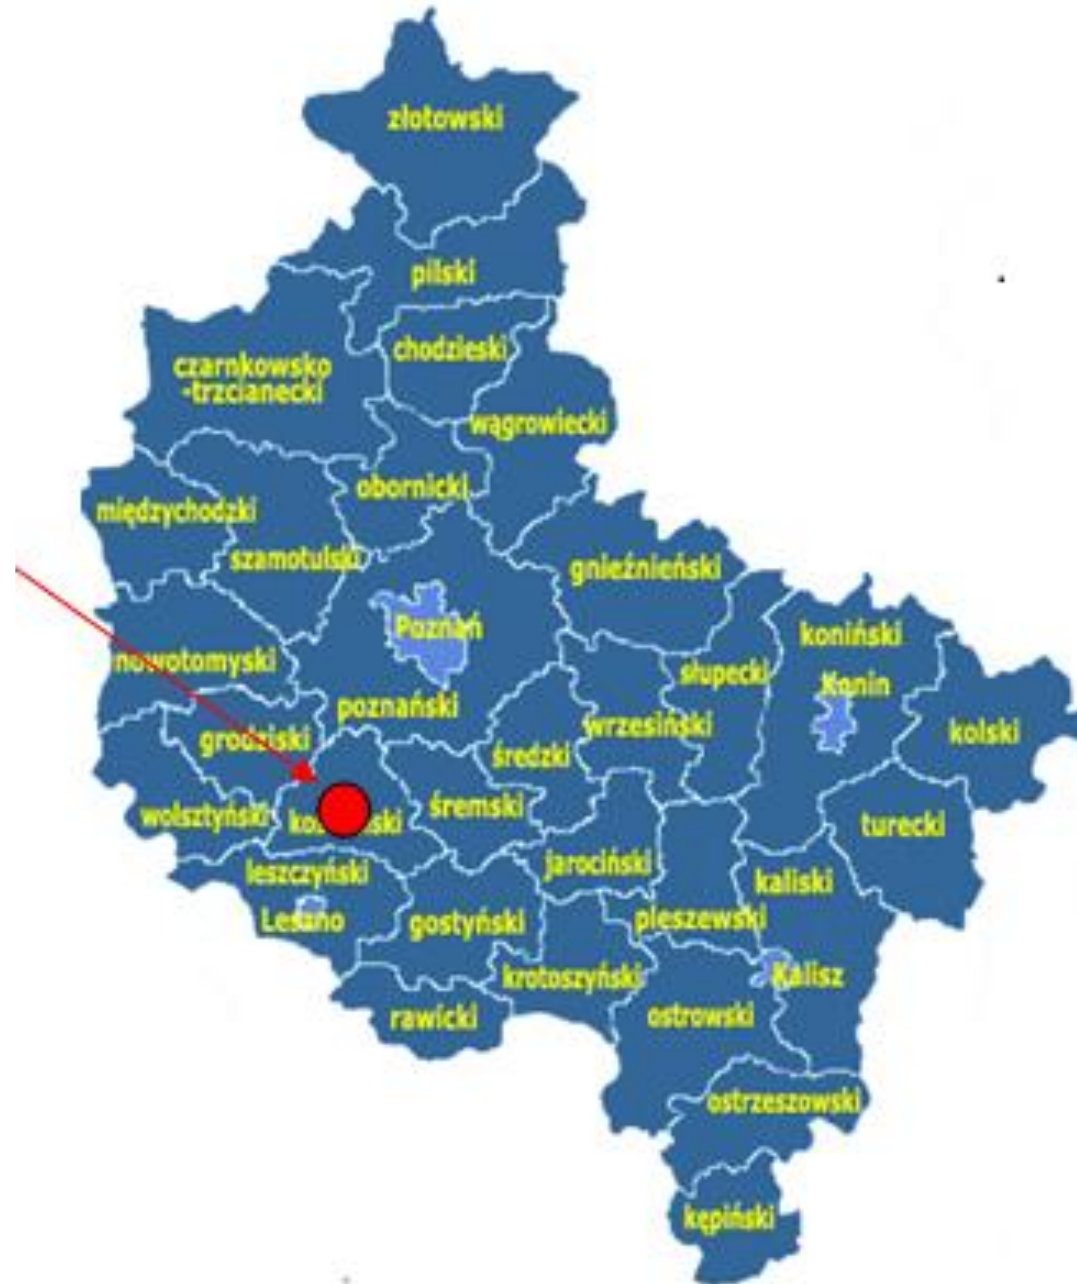 złotowski
pilski
chodzieski
czarnkowsko
-trzcianecki
wągrowiecki
obornicki
międzychodzki
szamotulski
gnieźnieński
Poznań
koniński
nowotomyski
słupecki
Konin
poznański
wrzesiński
kolski
grodziski
średzki
śremski
wolsztyński
turecki
jarociński
leszczyński
kaliski
Leszno
gostyński
pleszewski
krotoszyński
Kalisz
rawicki
ostrowski
ostrzeszowski
kępiński